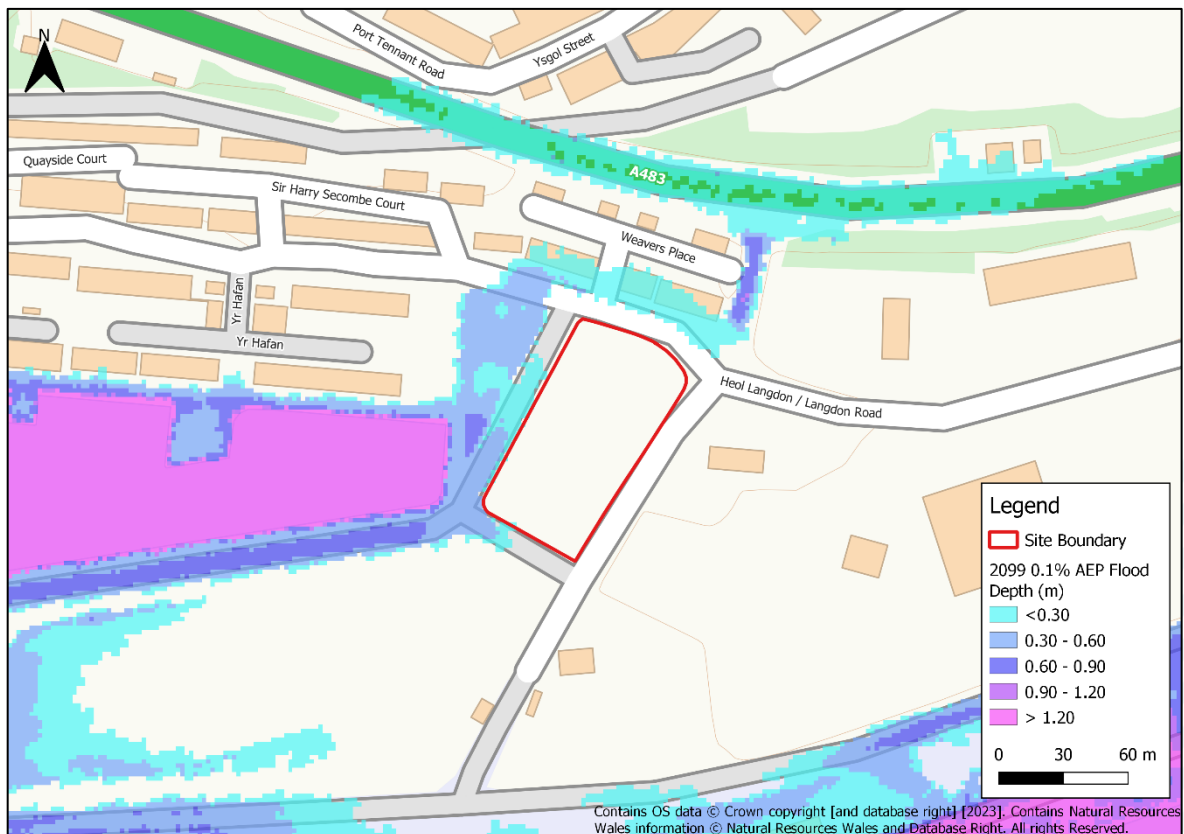 N
Port Tennant Road
Ysgol Street
Quayside Court
Sir Harry Secombe Court
A483
Weavers Place
Yr Hafan
Yr Hafan
Heol Langdon / Langdon Road
Legend
Site Boundary
2099 0.1% AEP Flood
Depth (m)
<0.30
0.30 - 0.60
0.60 - 0.90
0.90 - 1.20
> 1.20
0 30 60 m
Contains OS data © Crown copyright [and database right] [2023]. Contains Natural Resources
Wales information © Natural Resources Wales and Database Right. All rights Reserved.